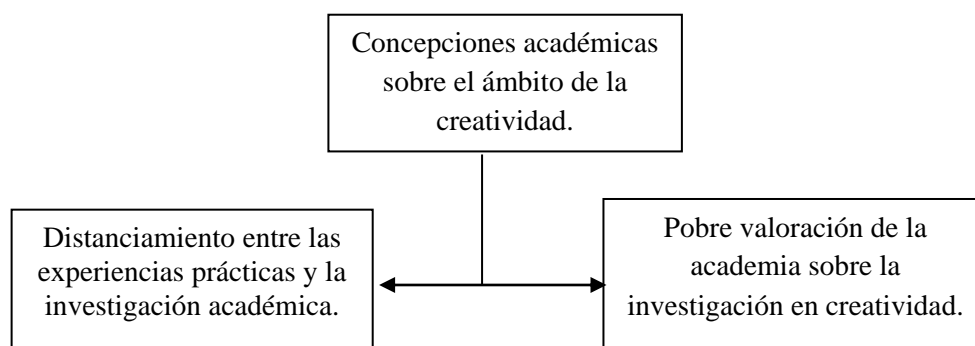 Concepciones académicas
sobre el ámbito de la
creatividad.
Distanciamiento entre las
experiencias prácticas y la
investigación académica.
Pobre valoración de la
academia sobre la
investigación en creatividad.